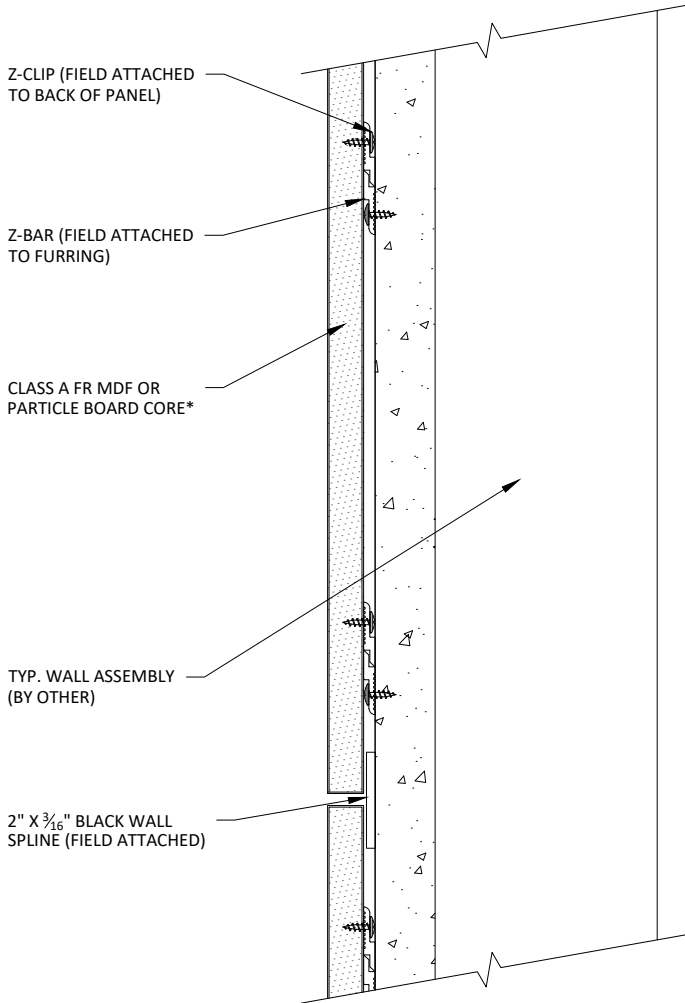 Z-CLIP (FIELD ATTACHED
TO BACK OF PANEL)
Z-BAR (FIELD ATTACHED
TO FURRING)
CLASS A FR MDF OR
PARTICLE BOARD CORE*
TYP. WALL ASSEMBLY
(BY OTHER)
2" X 3⁄16" BLACK WALL
SPLINE (FIELD ATTACHED)